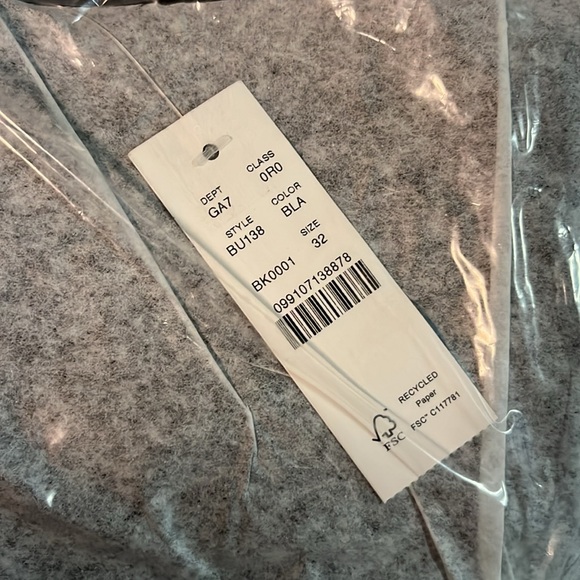 DEPT CLASS
GA7 0R0
STYLE COLOR
BU138 BLA
SIZE
BK0001 32
099107138878
RECYCLED
Paper
FSC™ C117781
FSC